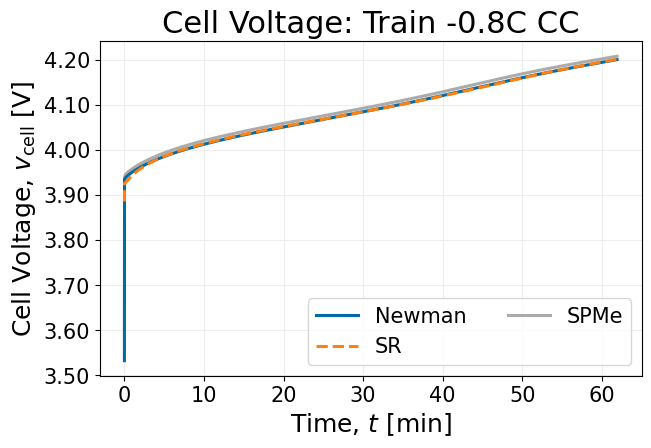 Cell Voltage: Train -0.8C CC
Cell Voltage, v_cell [V]
4.20
4.10
4.00
3.90
3.80
3.70
3.60
3.50
0 10 20 30 40 50 60
Time, t [min]
Newman SPMe
SR